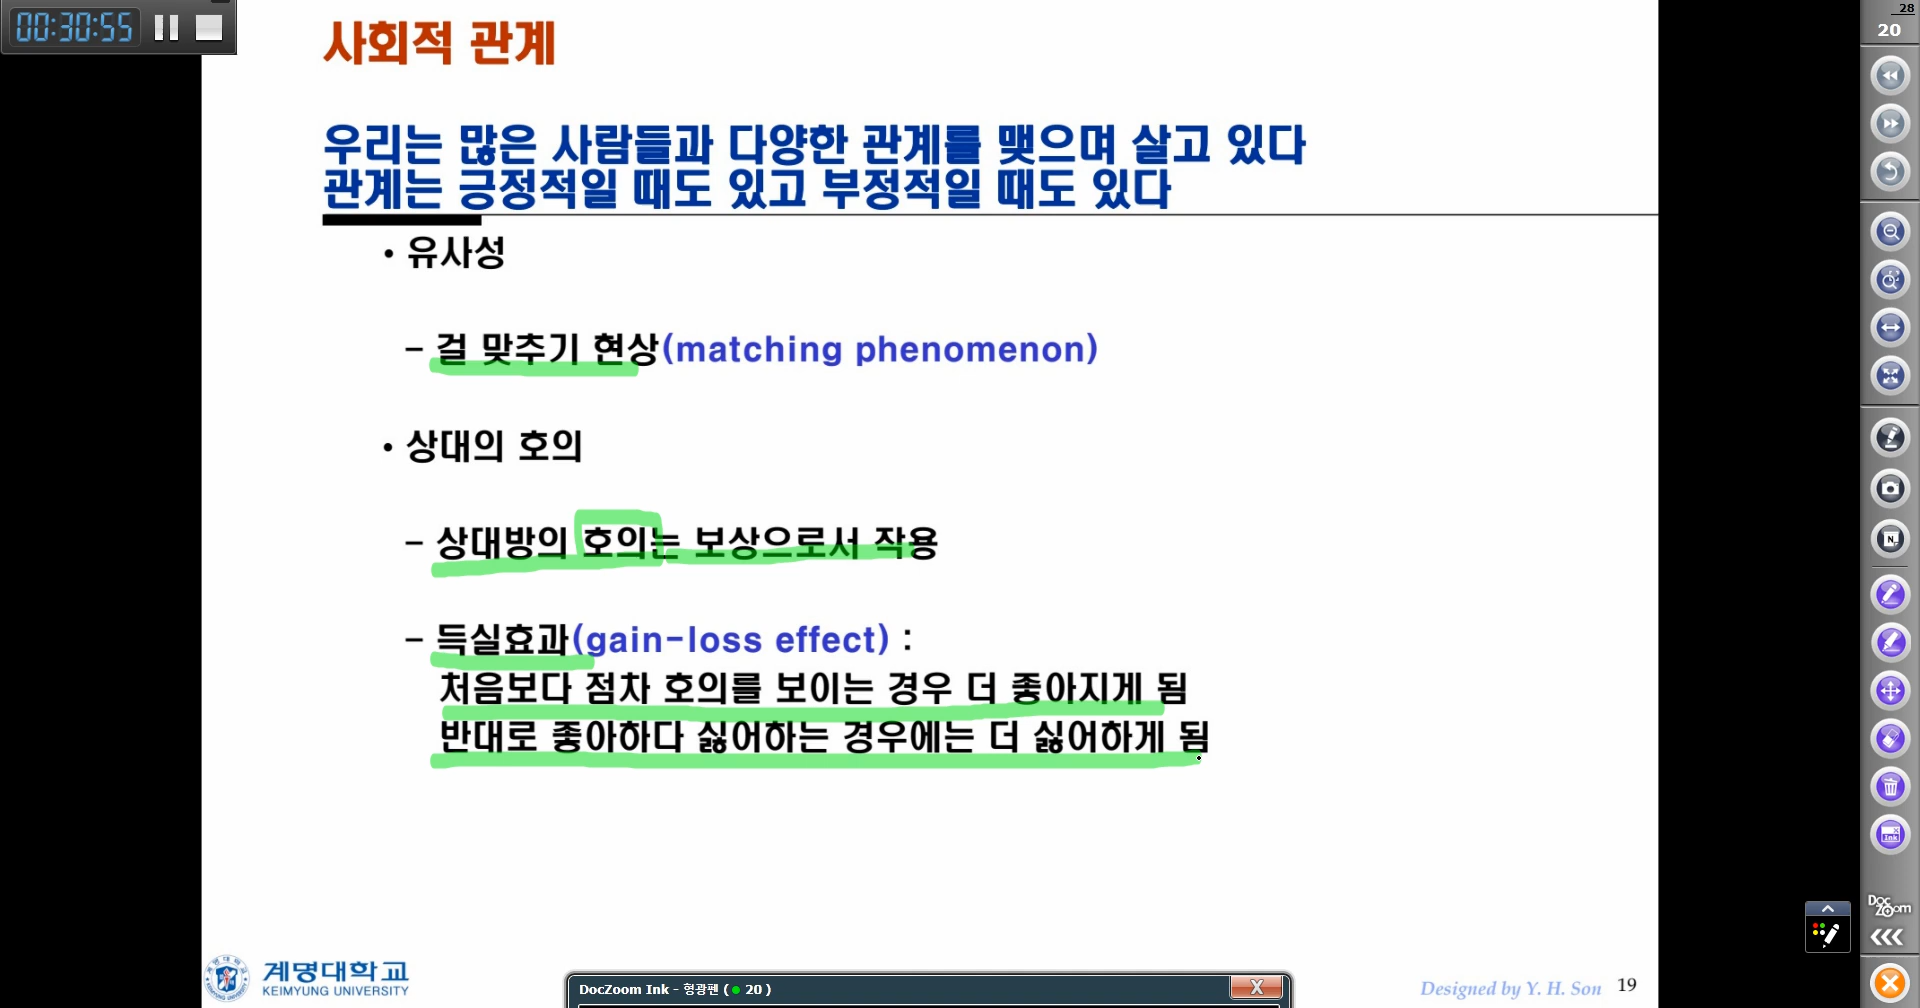 00:30:55
28
20
사회적 관계
우리는 많은 사람들과 다양한 관계를 맺으며 살고 있다
관계는 긍정적일 때도 있고 부정적일 때도 있다
• 유사성
– 걸 맞추기 현상(matching phenomenon)
• 상대의 호의
– 상대방의 호의는 보상으로서 작용
– 득실효과(gain-loss effect) :
처음보다 점차 호의를 보이는 경우 더 좋아지게 됨
반대로 좋아하다 싫어하는 경우에는 더 싫어하게 됨
계명대학교
KEIMYUNG UNIVERSITY
DocZoom Ink - 형광펜 ( ● 20 )
X
Designed by Y. H. Son 19
N
Ink
Doc
Zoom